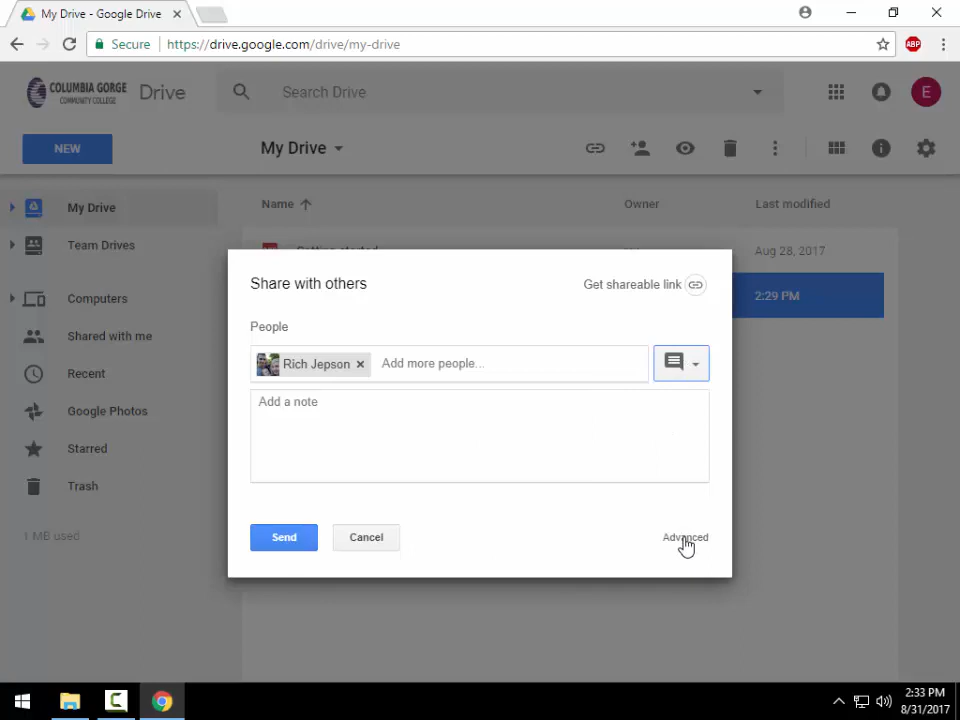 My Drive - Google Drive
Secure https://drive.google.com/drive/my-drive
ABP
COLUMBIA GORGE
COMMUNITY COLLEGE
Drive
Search Drive
E
NEW
My Drive
My Drive
Team Drives
Computers
Shared with me
Recent
Google Photos
Starred
Trash
1 MB used
Name
Owner
Last modified
Getting started
Aug 28, 2017
2:29 PM
Share with others
Get shareable link
People
Rich Jepson
Add more people...
Add a note
Send
Cancel
Advanced
2:33 PM
8/31/2017